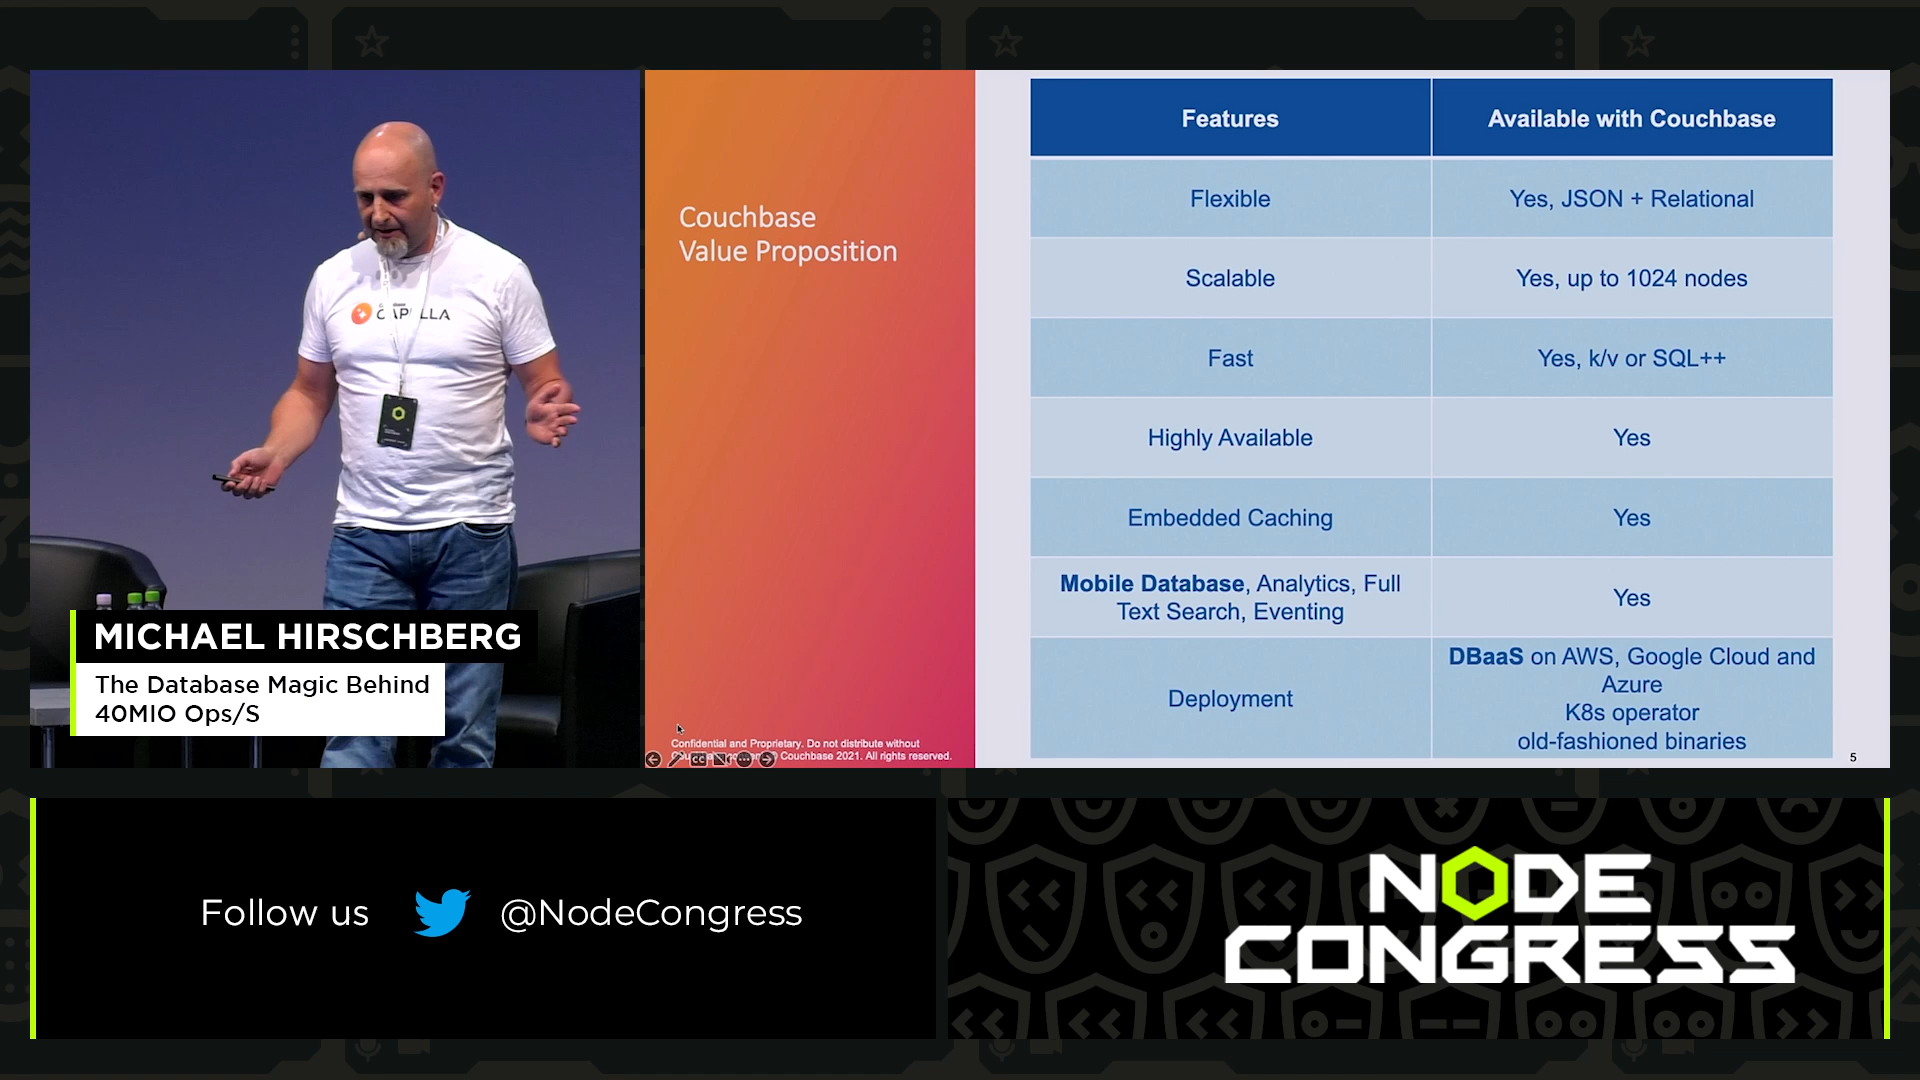 CAPELLA
MICHAEL HIRSCHBERG
The Database Magic Behind
40MIO Ops/S
Couchbase
Value Proposition
Confidential and Proprietary. Do not distribute without
Couchbase 2021. All rights reserved.
Features
Available with Couchbase
Flexible
Yes, JSON + Relational
Scalable
Yes, up to 1024 nodes
Fast
Yes, k/v or SQL++
Highly Available
Yes
Embedded Caching
Yes
Mobile Database, Analytics, Full
Text Search, Eventing
Yes
Deployment
DBaaS on AWS, Google Cloud and
Azure
K8s operator
old-fashioned binaries
5
Follow us
@NodeCongress
NODE
CONGRESS